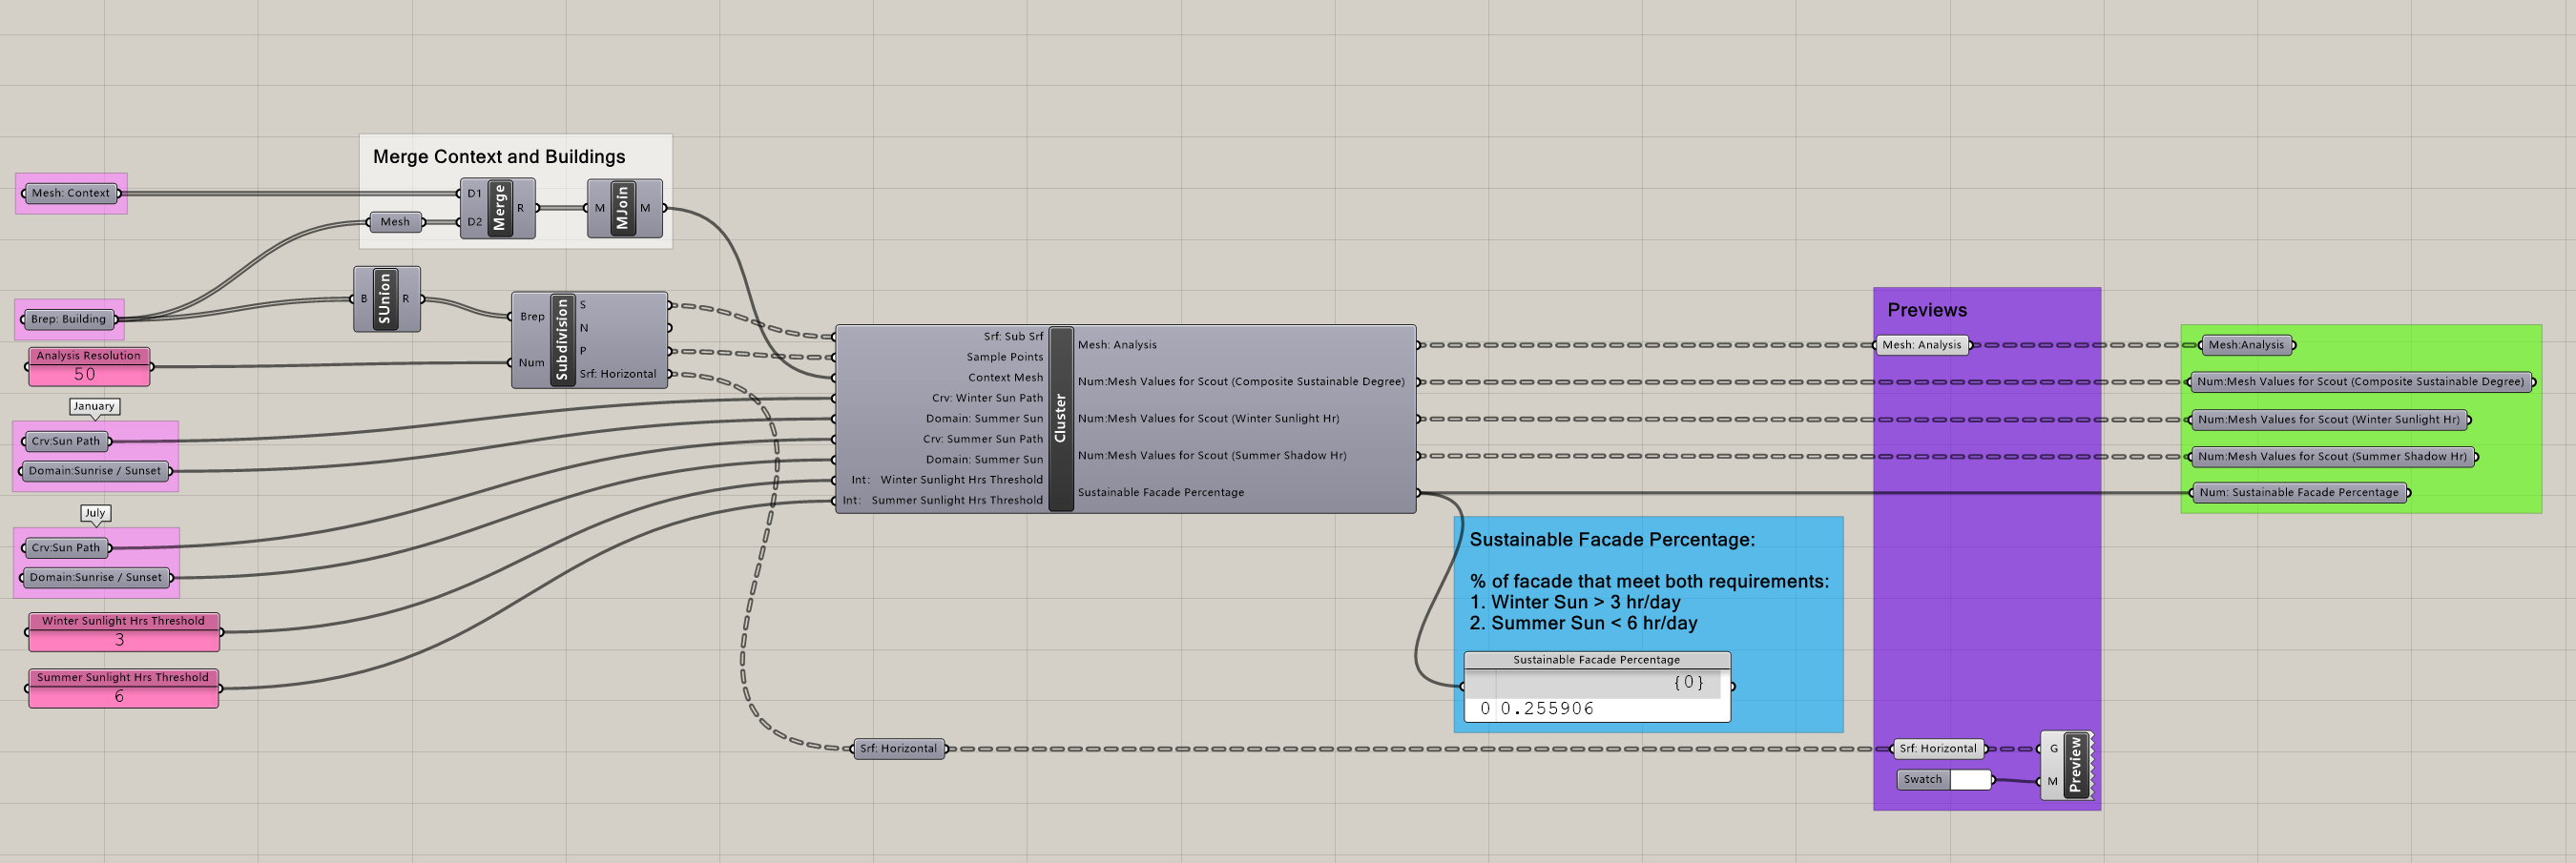 Merge Context and Buildings
Mesh: Context
D1
D2
Merge
R
M
MJoin
M
Mesh
B
SUnion
R
Brep: Building
Brep
Num
Subdivision
S
N
P
Srf: Horizontal
Analysis Resolution
50
January
Crv:Sun Path
Domain:Sunrise / Sunset
July
Crv:Sun Path
Domain:Sunrise / Sunset
Winter Sunlight Hrs Threshold
3
Summer Sunlight Hrs Threshold
6
Srf: Sub Srf
Sample Points
Context Mesh
Crv: Winter Sun Path
Domain: Summer Sun
Crv: Summer Sun Path
Domain: Summer Sun
Int: Winter Sunlight Hrs Threshold
Int: Summer Sunlight Hrs Threshold
Cluster
Mesh: Analysis
Num:Mesh Values for Scout (Composite Sustainable Degree)
Num:Mesh Values for Scout (Winter Sunlight Hr)
Num:Mesh Values for Scout (Summer Shadow Hr)
Sustainable Facade Percentage
Sustainable Facade Percentage:
% of facade that meet both requirements:
1. Winter Sun > 3 hr/day
2. Summer Sun < 6 hr/day
Sustainable Facade Percentage
{0}
0 0.255906
Srf: Horizontal
Previews
Mesh: Analysis
Srf: Horizontal
Swatch
G
M
Preview
Mesh:Analysis
Num:Mesh Values for Scout (Composite Sustainable Degree)
Num:Mesh Values for Scout (Winter Sunlight Hr)
Num:Mesh Values for Scout (Summer Shadow Hr)
Num: Sustainable Facade Percentage